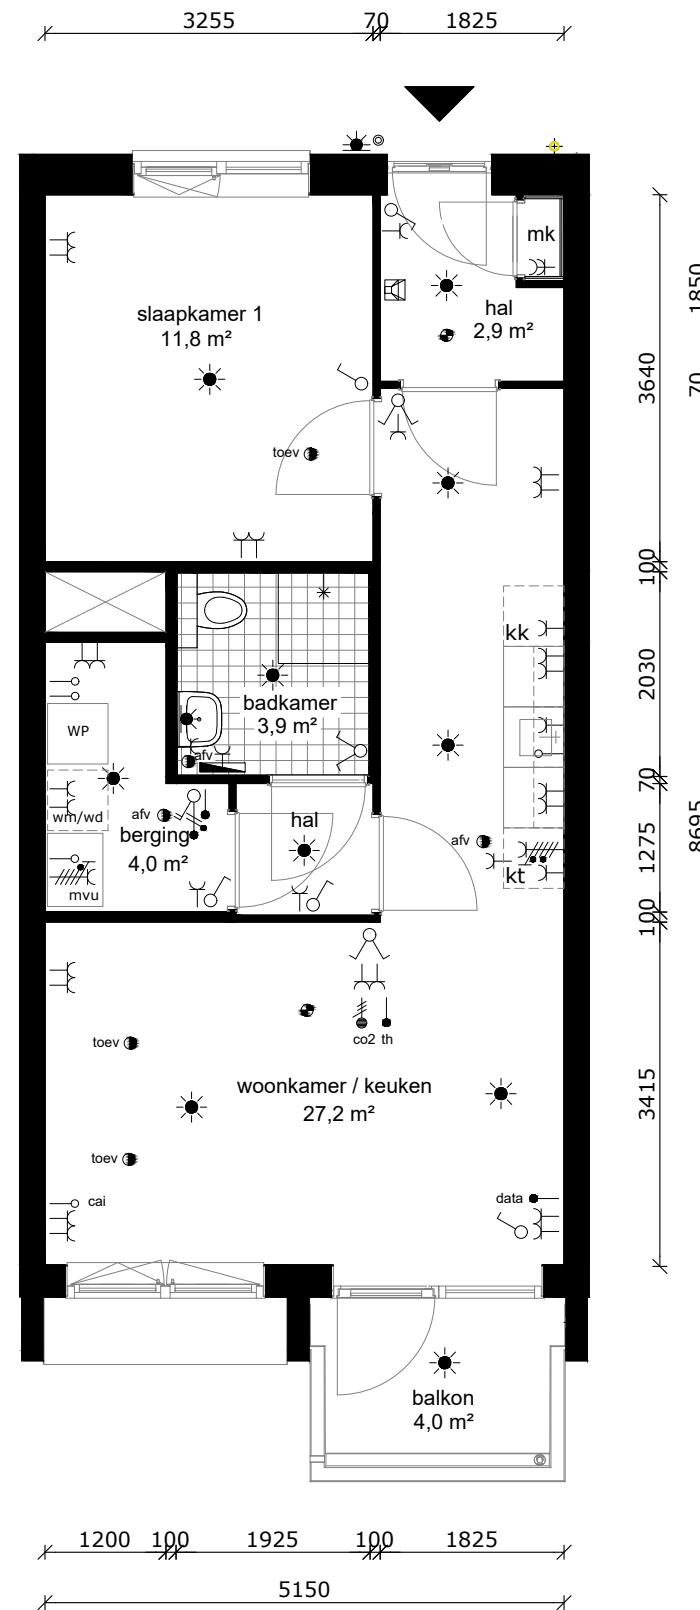 3255 70 1825
mk
1850
slaapkamer 1
11,8 m²
hal
2,9 m²
3640
70
toev
100
kk
2030
badkamer
3,9 m²
WP
afv
70
wm/wd
afv
berging
4,0 m²
hal
afv
1275
8695
kt
mvu
100
co2 th
toev
woonkamer / keuken
27,2 m²
3415
toev
cai
data
balkon
4,0 m²
1200 100 1925 100 1825
5150